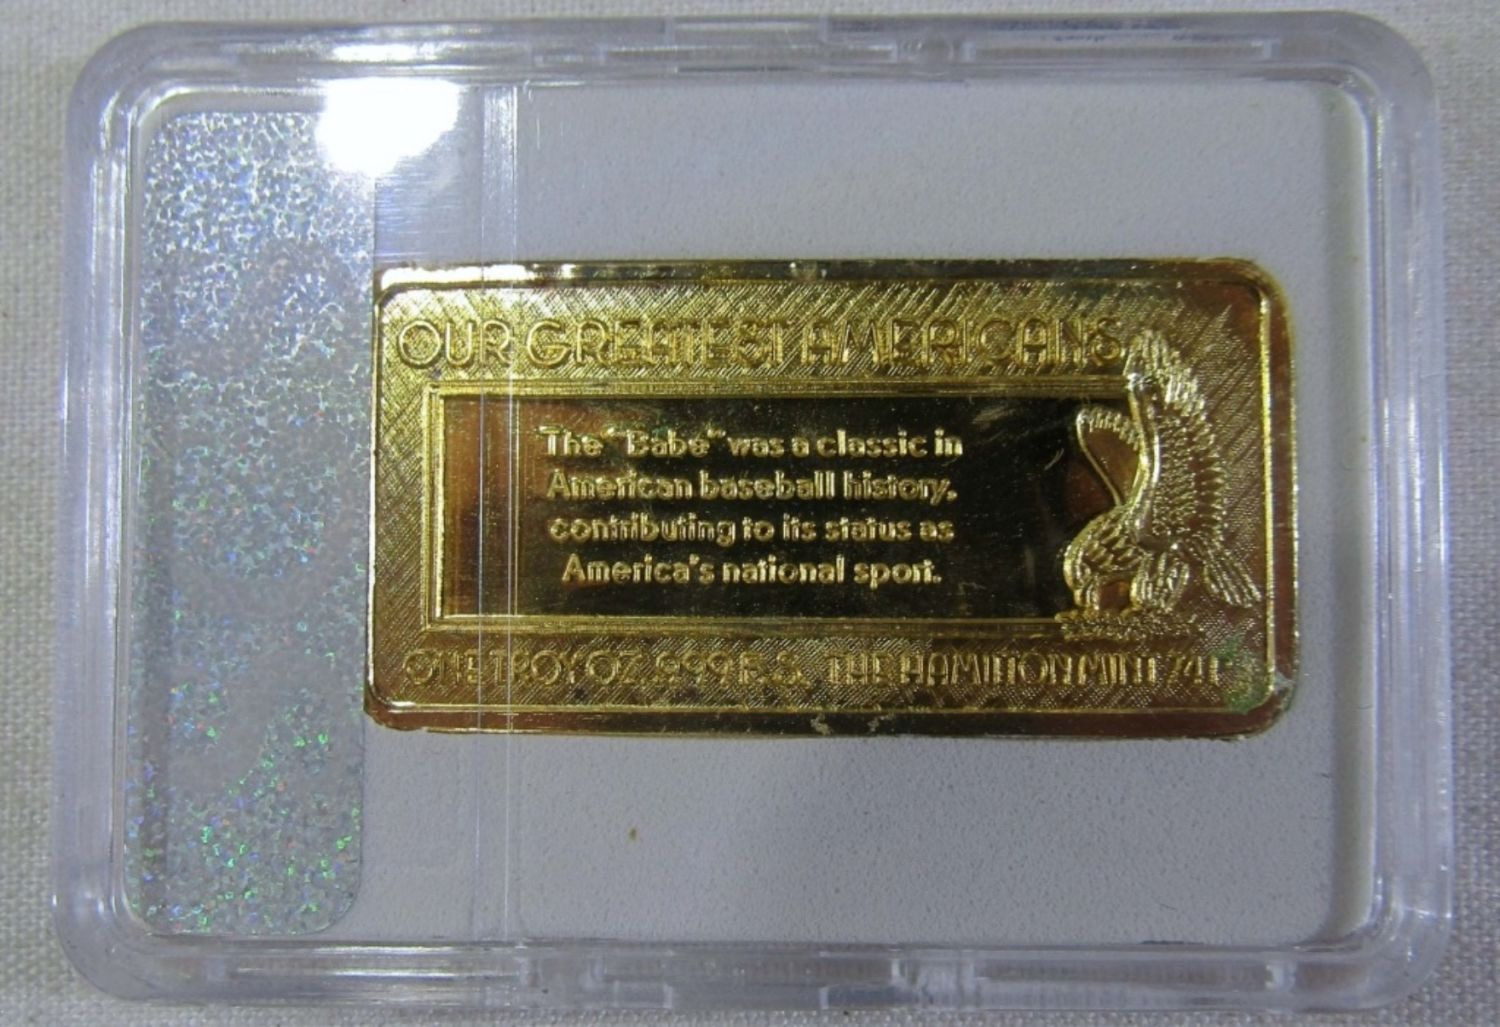 OUR GREATEST AMERICANS
The "Babe" was a classic in
American baseball history,
contributing to its status as
America's national sport.
ONE TROY OZ .999 F.S. THE HAMILTON MINT